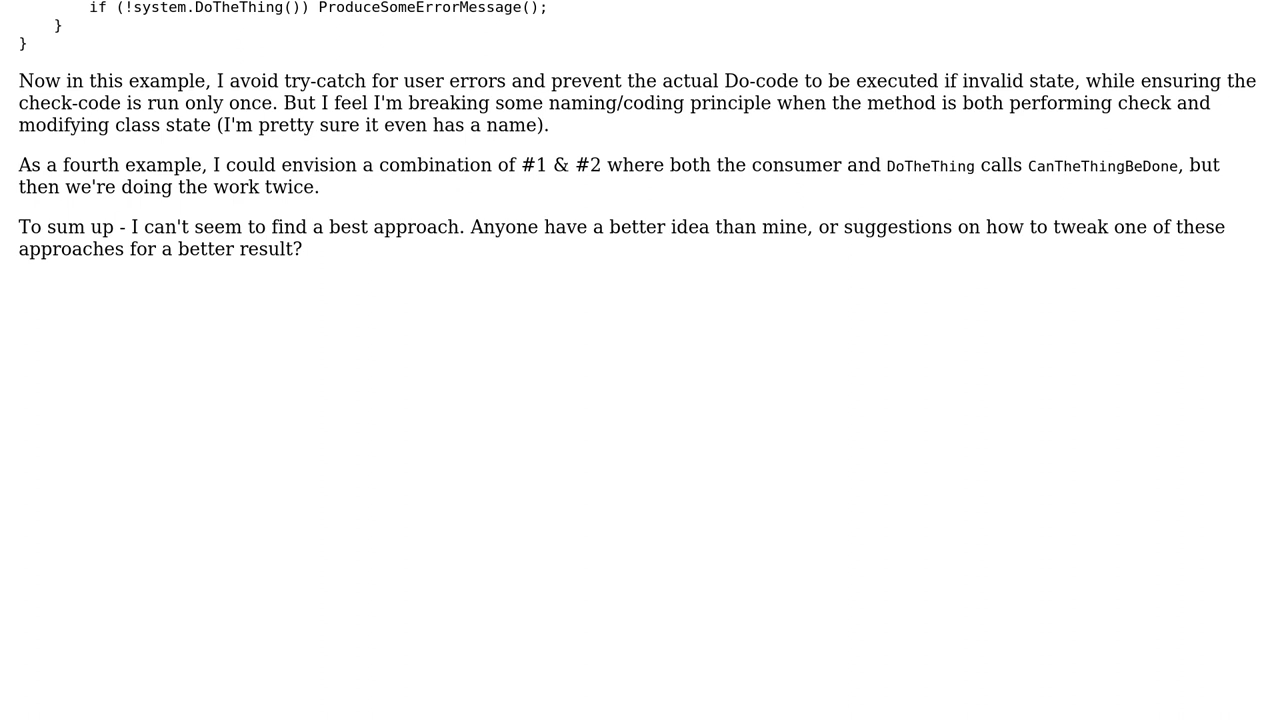 if (!system.DoTheThing()) ProduceSomeErrorMessage();
}
}
Now in this example, I avoid try-catch for user errors and prevent the actual Do-code to be executed if invalid state, while ensuring the
check-code is run only once. But I feel I'm breaking some naming/coding principle when the method is both performing check and
modifying class state (I'm pretty sure it even has a name).
As a fourth example, I could envision a combination of #1 & #2 where both the consumer and DoTheThing calls CanTheThingBeDone, but
then we're doing the work twice.
To sum up - I can't seem to find a best approach. Anyone have a better idea than mine, or suggestions on how to tweak one of these
approaches for a better result?